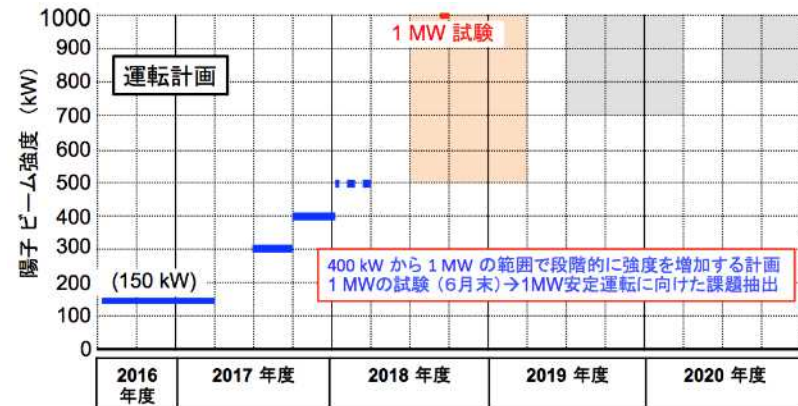 1 MW 試験
運転計画
陽子 ビーム強度 (kW)
1000
900
800
700
600
500
400
300
200
100
0
(150 kW)
400 kW から 1 MW の範囲で段階的に強度を増加する計画
1 MWの試験 (6月末)→1MW安定運転に向けた課題抽出
2016 年度
2017 年度
2018 年度
2019 年度
2020 年度